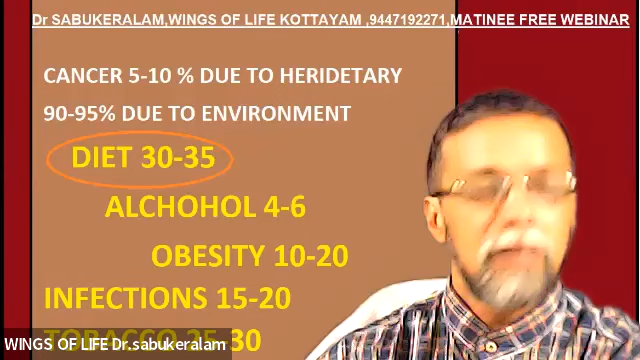 Dr SABUKERALAM,WINGS OF LIFE KOTTAYAM ,9447192271,MATINEE FREE WEBINAR
CANCER 5-10 % DUE TO HERIDETARY
90-95% DUE TO ENVIRONMENT
DIET 30-35
ALCHOHOL 4-6
OBESITY 10-20
INFECTIONS 15-20
TOBACCO 25-30
WINGS OF LIFE Dr.sabukeralam